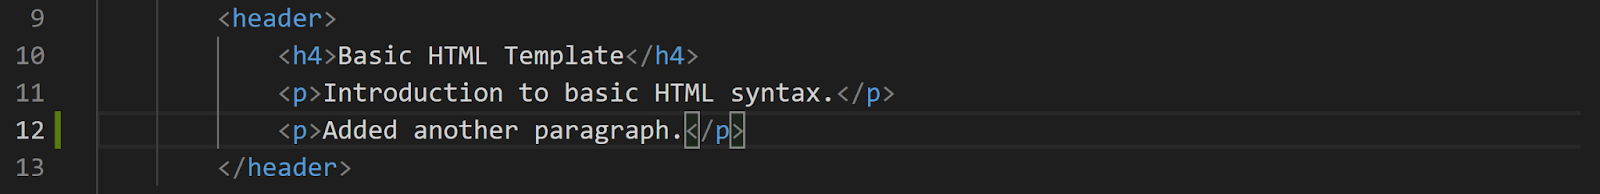 9 <header>
10 <h4>Basic HTML Template</h4>
11 <p>Introduction to basic HTML syntax.</p>
12 <p>Added another paragraph.</p>
13 </header>